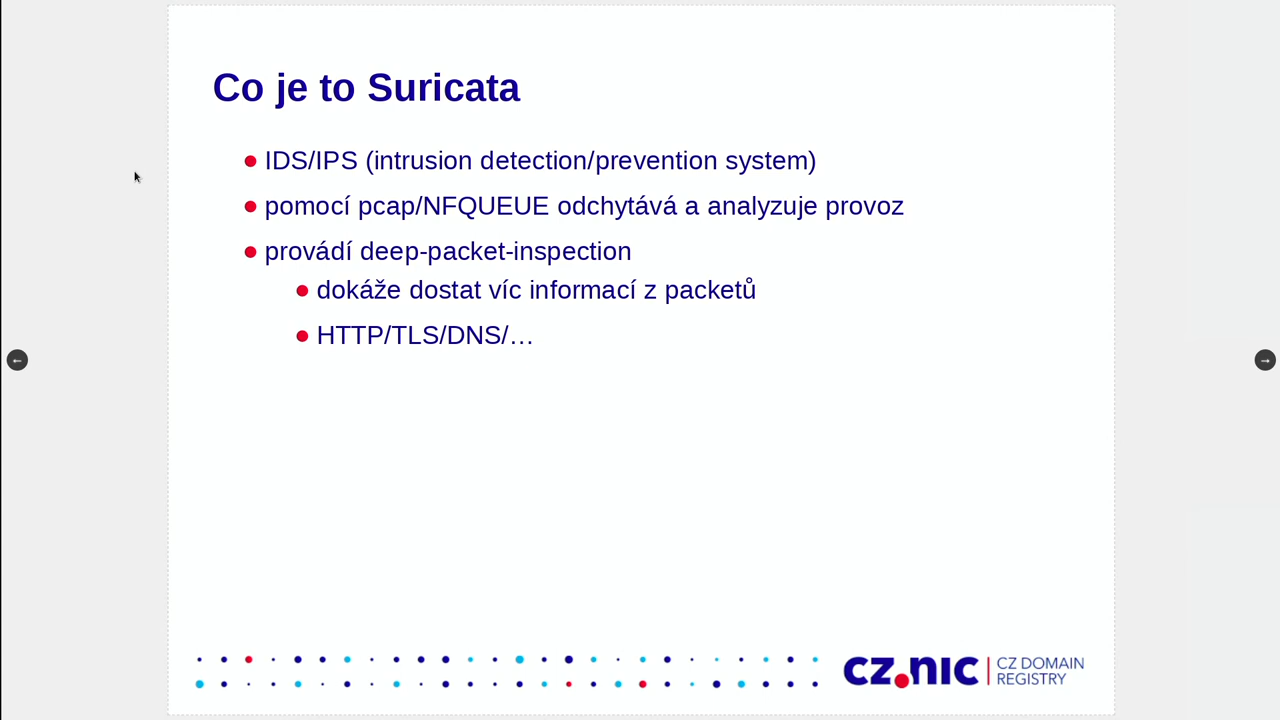 Co je to Suricata
IDS/IPS (intrusion detection/prevention system)
pomocí pcap/NFQUEUE odchytává a analyzuje provoz
provádí deep-packet-inspection
dokáže dostat víc informací z packetů
HTTP/TLS/DNS/…
cz.nic
CZ DOMAIN
REGISTRY